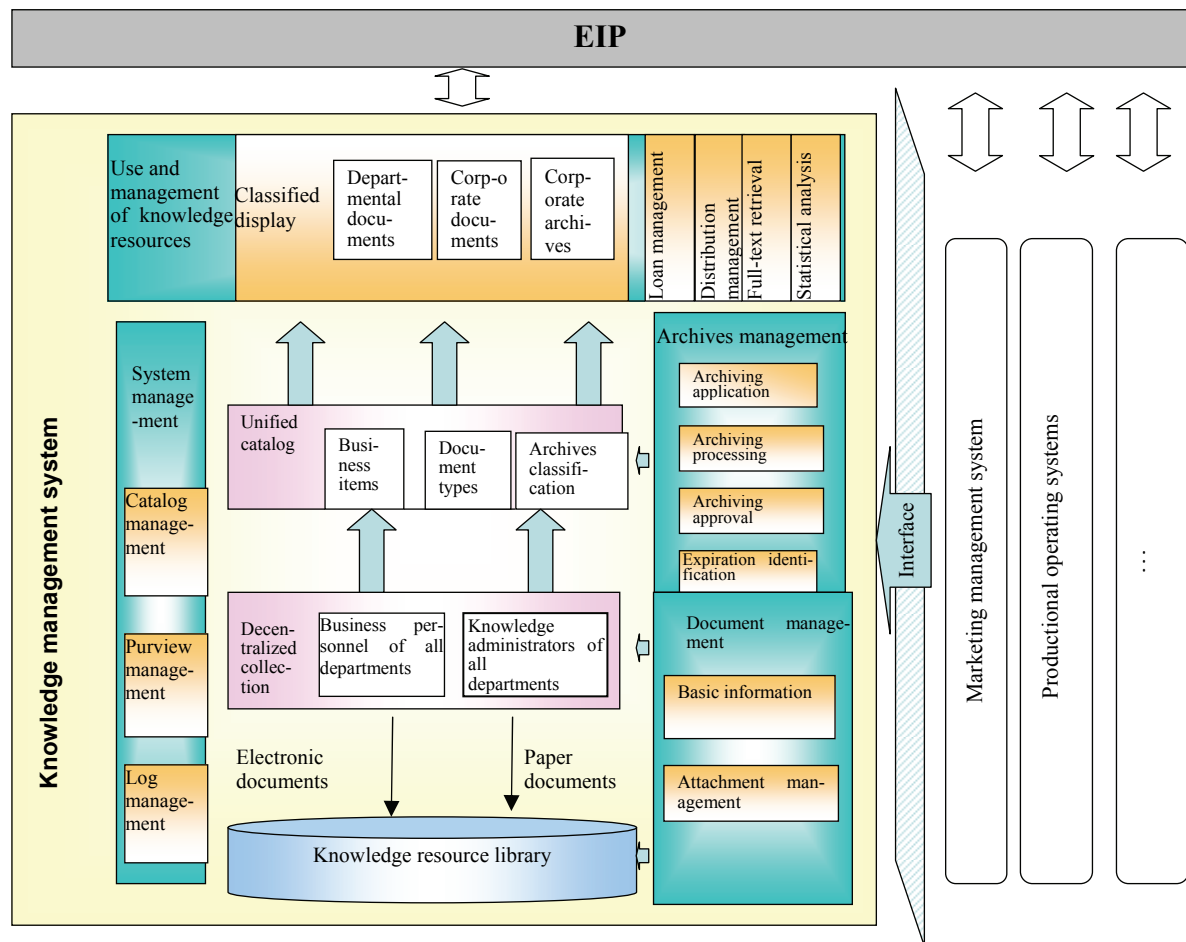 EIP
Use and
management
of knowledge
resources
Classified
display
Depart-
mental
docu-
ments
Corp-o
rate
docu-
ments
Corp-
orate
archi-
ves
Loan management
Distribution
management
Full-text retrieval
Statistical analysis
Knowledge management system
System
manage
-ment
Catalog
manage-
ment
Purview
manage-
ment
Log
manage-
ment
Unified
catalog
Busi-
ness
items
Docu-
ment
types
Archives
classifi-
cation
Decen-
tralized
collection
Business per-
sonnel of all
departments
Knowledge
administrators of
all
departments
Electronic
documents
Paper
documents
Knowledge resource library
Archives management
Archiving
application
Archiving
processing
Archiving
approval
Expiration identi-
fication
Document manage-
ment
Basic information
Attachment man-
agement
Interface
Marketing management system
Productional operating systems
…